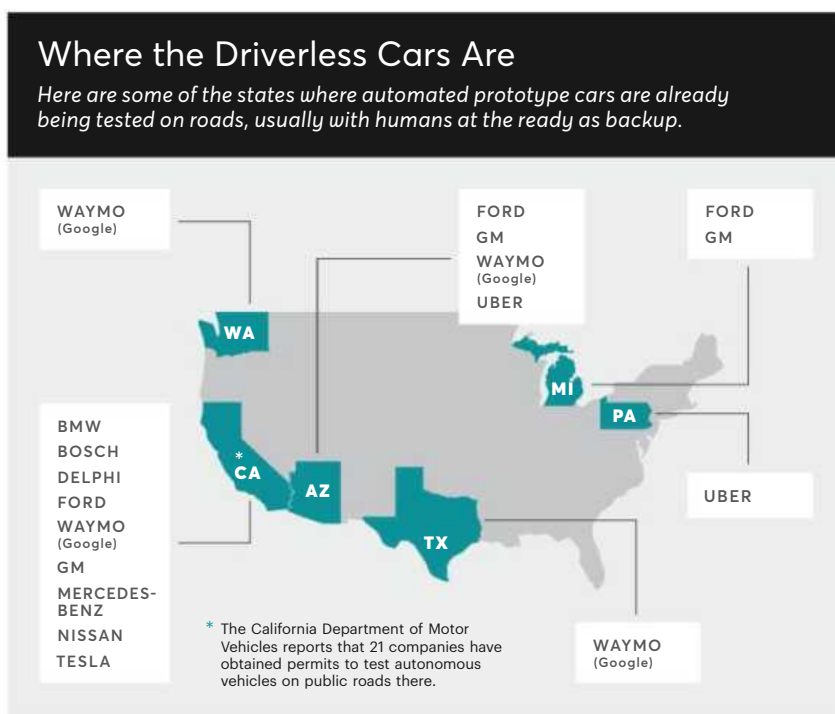 Where the Driverless Cars Are
Here are some of the states where automated prototype cars are already
being tested on roads, usually with humans at the ready as backup.
WAYMO
(Google)
FORD
GM
WAYMO
(Google)
UBER
FORD
GM
WA
MI
PA
BMW
BOSCH
DELPHI
FORD
WAYMO
(Google)
GM
MERCEDES-
BENZ
NISSAN
TESLA
*
CA
AZ
TX
UBER
* The California Department of Motor
Vehicles reports that 21 companies have
obtained permits to test autonomous
vehicles on public roads there.
WAYMO
(Google)